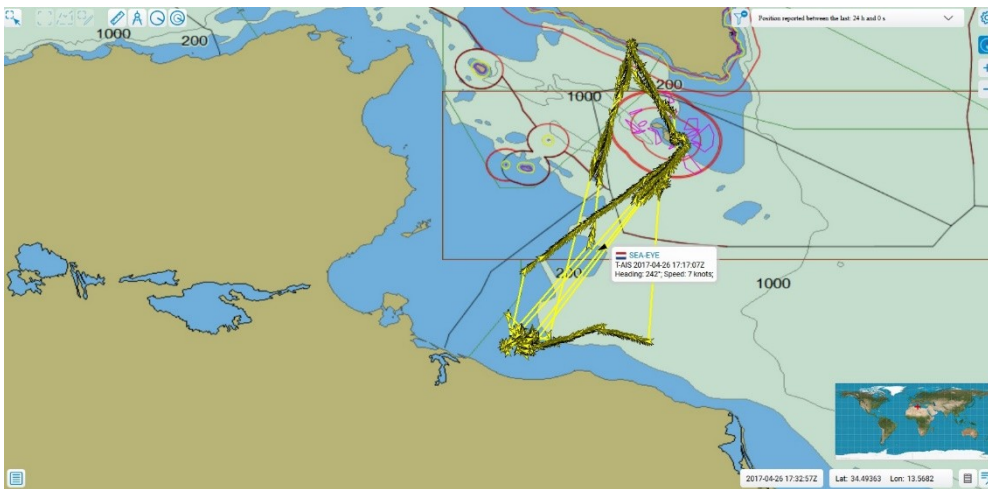 Position reported between the last: 24 h and 0 s
1000
200
200
1000
SEA-EYE
T-AIS 2017-04-26 17:17:07Z
Heading: 242°; Speed: 7 knots;
200
1000
2017-04-26 17:32:57Z
Lat: 34.49363 Lon: 13.5682